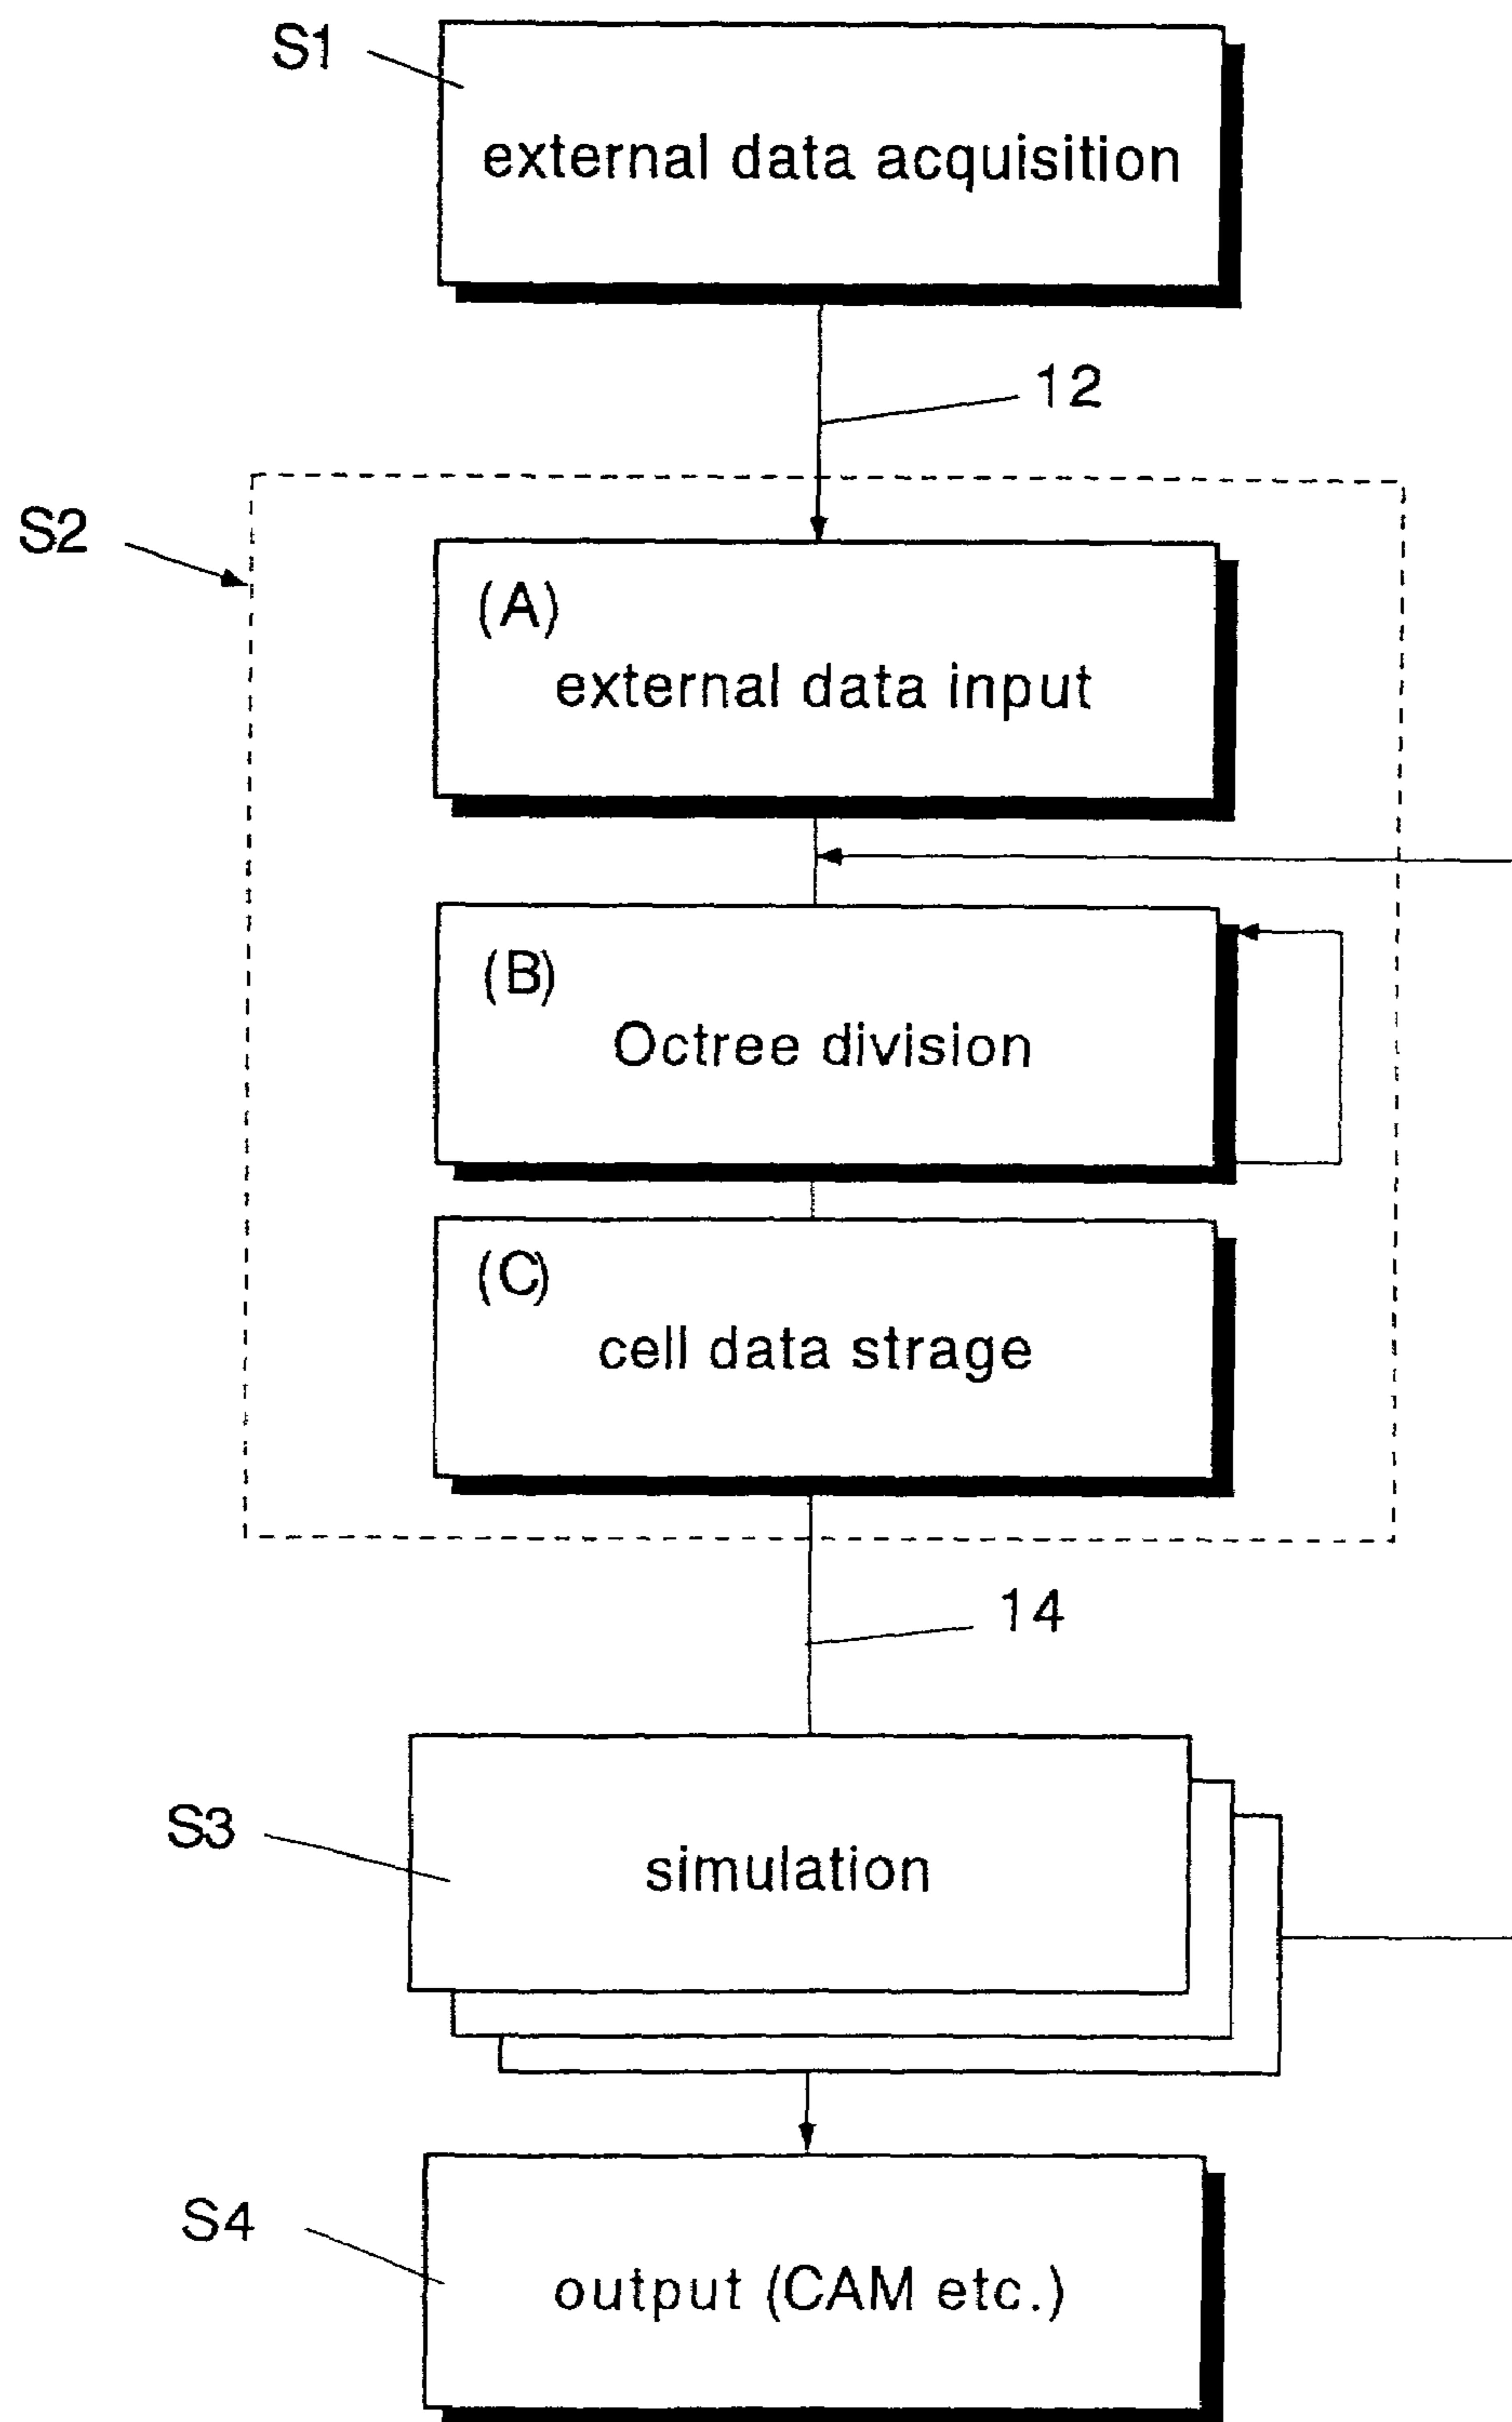 S1
external data acquisition
12
S2
(A)
external data input
(B)
Octree division
(C)
cell data strage
14
S3
simulation
S4
output (CAM etc.)